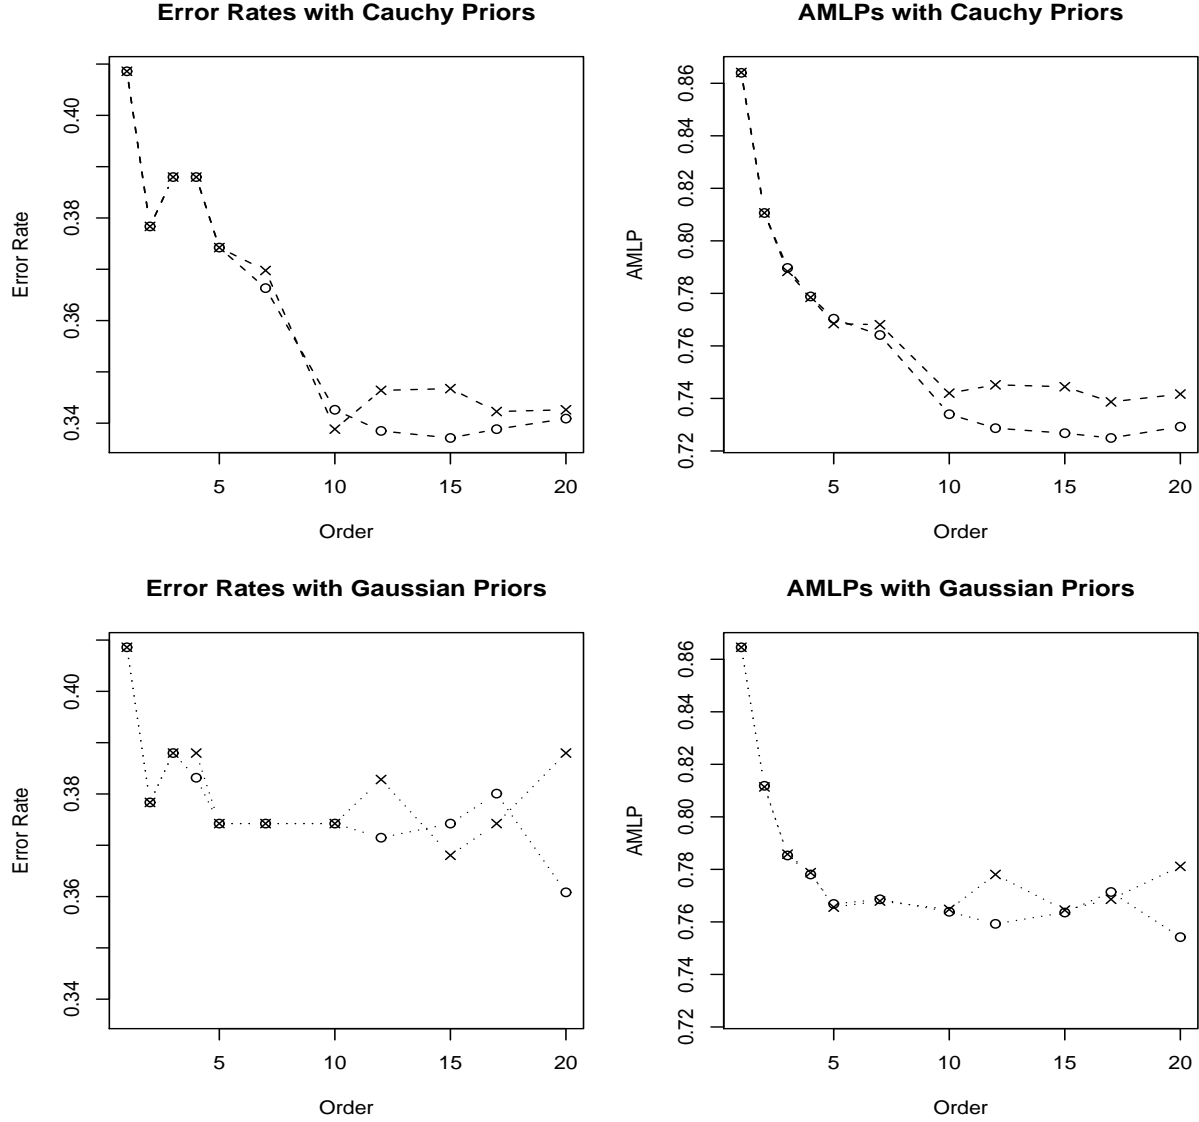 Error Rates with Cauchy Priors
Error Rate
0.34 0.36 0.38 0.40
5 10 15 20
Order
AMLPs with Cauchy Priors
AMLP
0.72 0.74 0.76 0.78 0.80 0.82 0.84 0.86
5 10 15 20
Order
Error Rates with Gaussian Priors
Error Rate
0.34 0.36 0.38 0.40
5 10 15 20
Order
AMLPs with Gaussian Priors
AMLP
0.72 0.74 0.76 0.78 0.80 0.82 0.84 0.86
5 10 15 20
Order